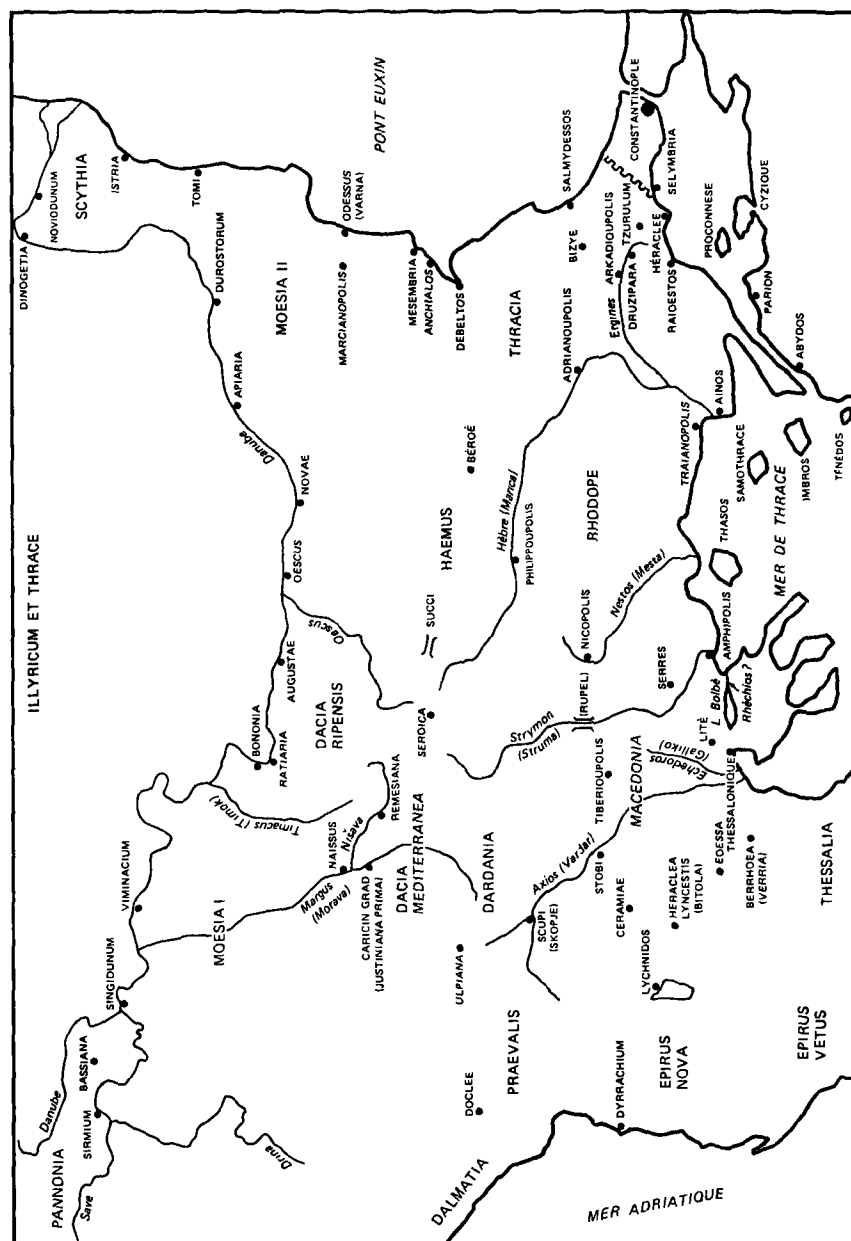 ILLYRICUM ET THRACE
PANNONIA
Save
SIRMIUM
Danube
BASSIANA
SINGIDUNUM
Drina
VIMINACIUM
MOESIA I
Margus
(Morava)
Timacus (Timok)
NAISSUS
Nišava
REMESIANA
CARICIN GRAD
(JUSTINIANA PRIMA)
DACIA
MEDITERRANEA
BONONIA
RATIARIA
DACIA
RIPENSIS
AUGUSTAE
OESCUS
Oescus
NOVAE
Danube
APIARIA
DUROSTORUM
DINOGETIA
NOVIODUNUM
SCYTHIA
ISTRIA
TOMI
PONT EUXIN
MOESIA II
ODESSUS
(VARNA)
MARCIANOPOLIS
MESEMBRIA
ANCHIALOS
DEBELTOS
HAEMUS
BÉROÉ
SUCCI
SERDICA
THRACIA
DALMATIA
DOCLEE
PRAEVALIS
ULPIANA
DARDANIA
SCUPI
(SKOPJE)
Axios (Vardar)
Strymon
(Struma)
(RUPEL)
NICOPOLIS
PHILIPPOUPOLIS
Hèbre (Marica)
RHODOPE
Nestos (Mesta)
ADRIANOUPOLIS
Ergines
BIZYE
SALMYDESSOS
ARKADIOUPOLIS
DRUZIPARA
TZURULUM
HÉRACLÉE
SELYMBRIA
CONSTANTINOPLE
RAIDESTOS
PROCONNESE
CYZIQUE
PARION
ABYDOS
MER ADRIATIQUE
DYRRACHIUM
EPIRUS
NOVA
LYCHNIDOS
CERAMIAE
STOBI
TIBERIOUPOLIS
MACEDONIA
HERACLEA
LYNCESTIS
(BITOLA)
EDESSA
BERRHOEA
(VERRIA)
THESSALONIQUE
Echedoros
(Galliko)
LITÈ
L. Bolbè
Rhèchios ?
SERRES
AMPHIPOLIS
THASOS
TRAIANOPOLIS
AINOS
SAMOTHRACE
IMBROS
TÉNÉDOS
MER DE THRACE
EPIRUS
VETUS
THESSALIA